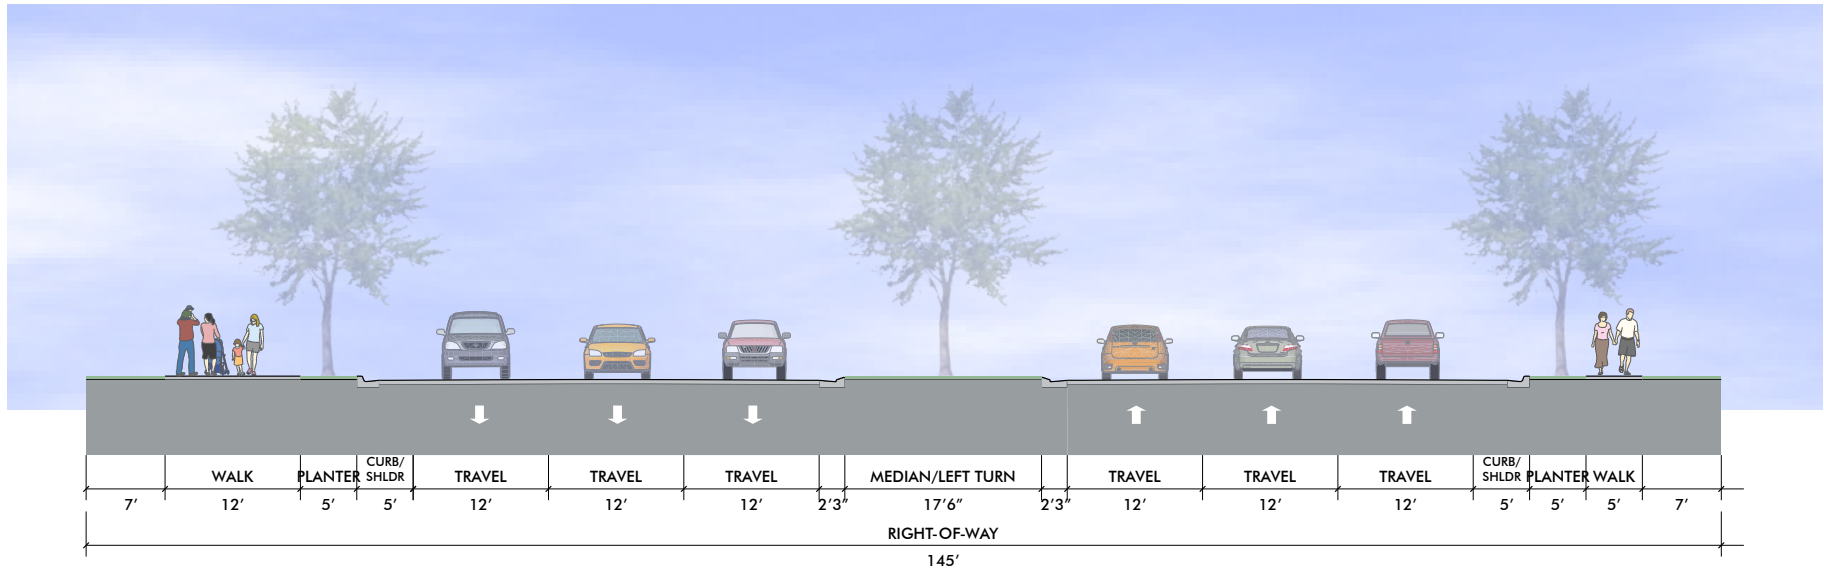 WALK PLANTER CURB/ SHLDR TRAVEL TRAVEL TRAVEL MEDIAN/LEFT TURN TRAVEL TRAVEL TRAVEL CURB/ SHLDR PLANTER WALK
7’ 12’ 5’ 5’ 12’ 12’ 12’ 2’3” 17’6” 2’3” 12’ 12’ 12’ 5’ 5’ 5’ 7’
RIGHT-OF-WAY
145’